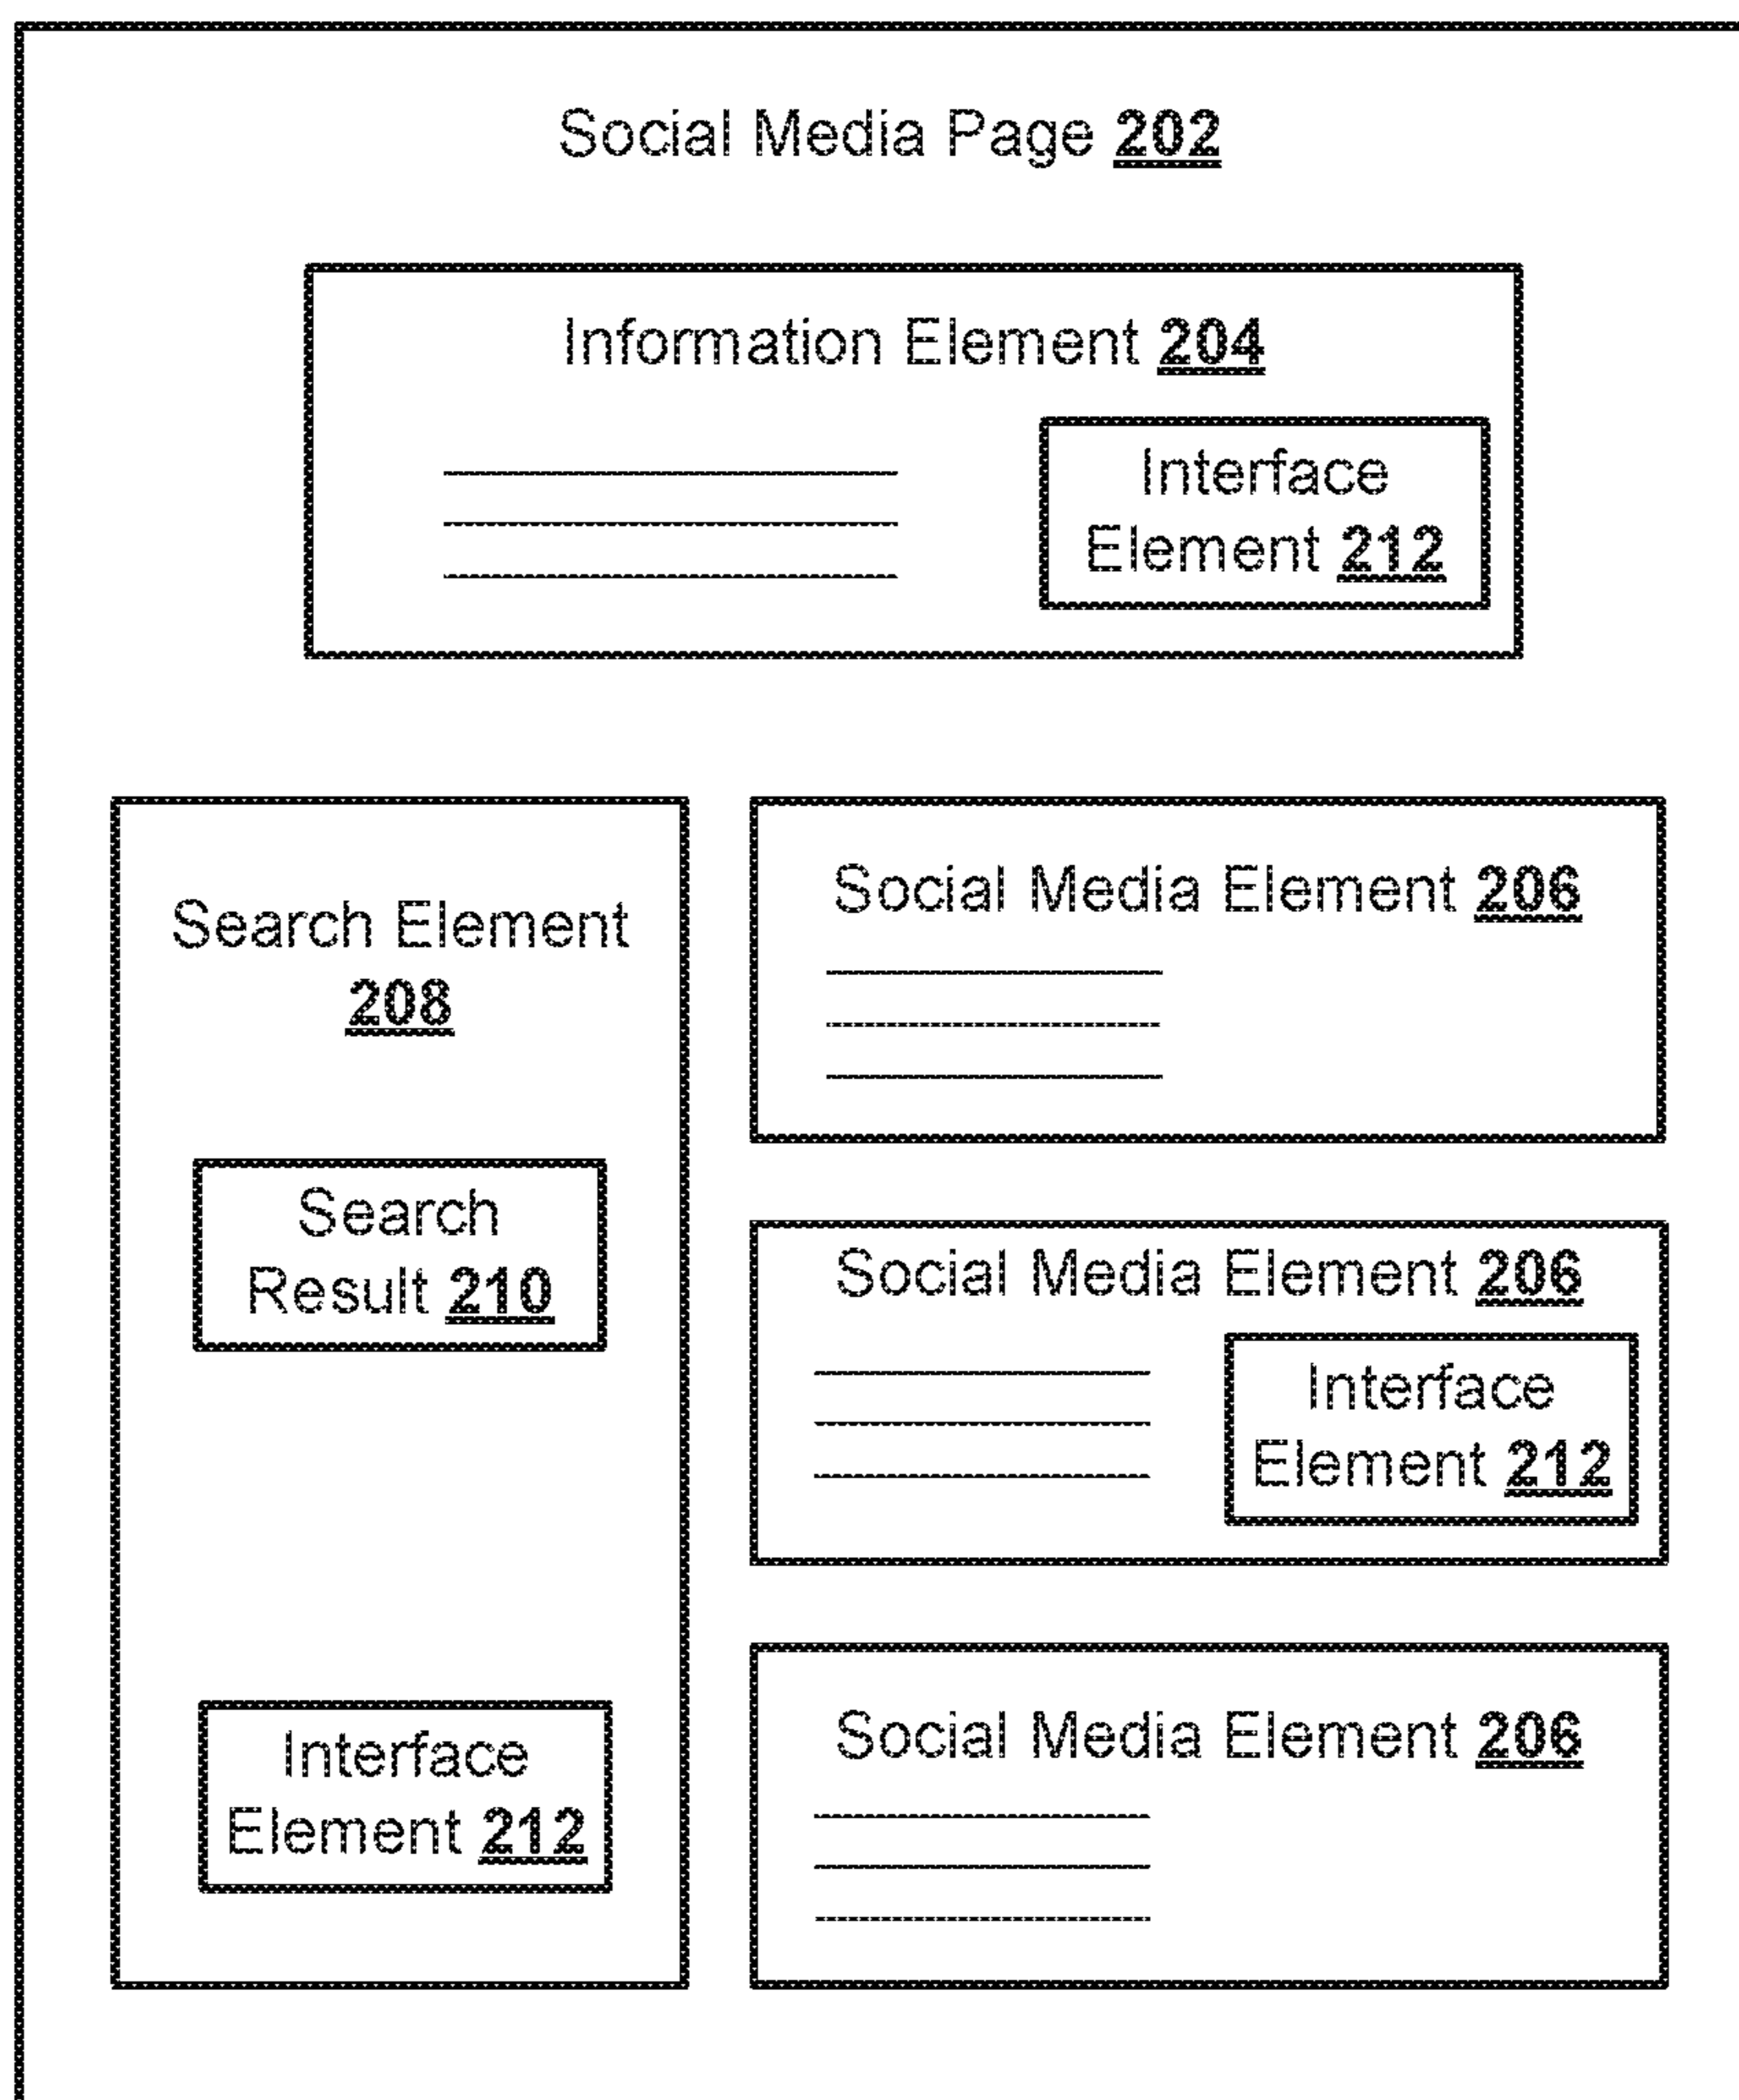 Social Media Page 202
Information Element 204
Interface
Element 212
Search Element
208
Search
Result 210
Interface
Element 212
Social Media Element 206
Social Media Element 206
Interface
Element 212
Social Media Element 206